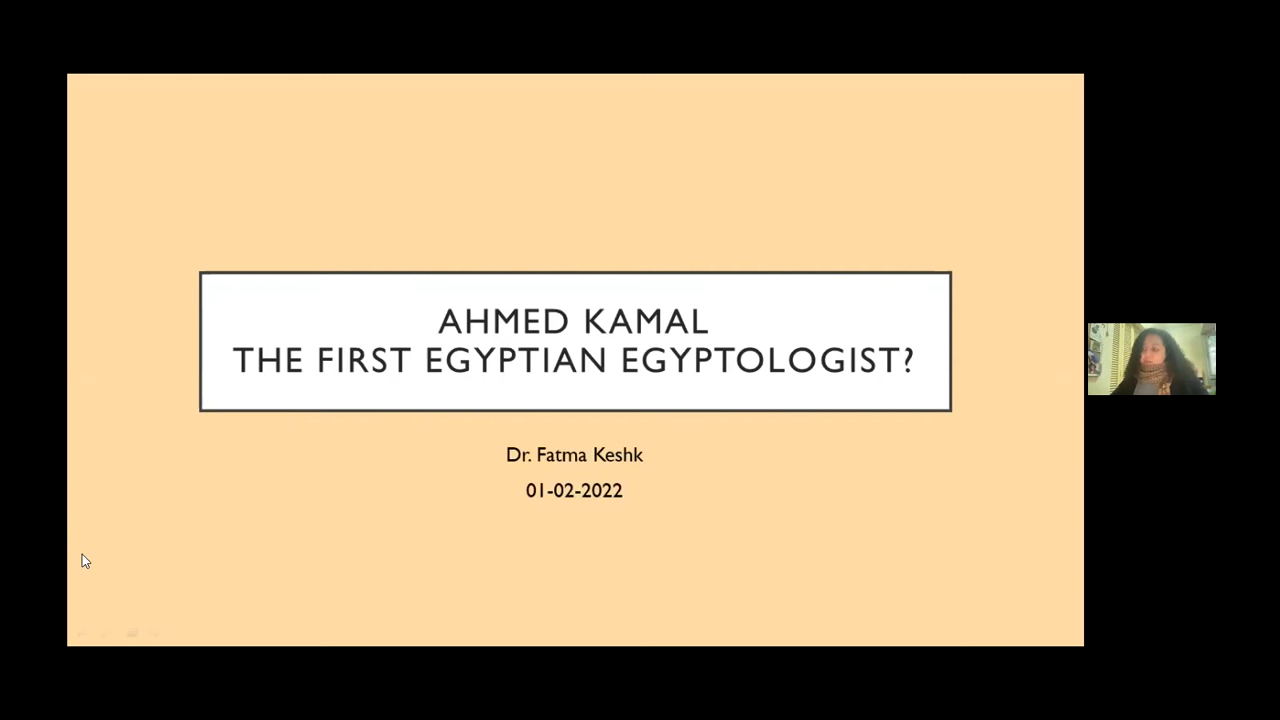 AHMED KAMAL
THE FIRST EGYPTIAN EGYPTOLOGIST?
Dr. Fatma Keshk
01-02-2022